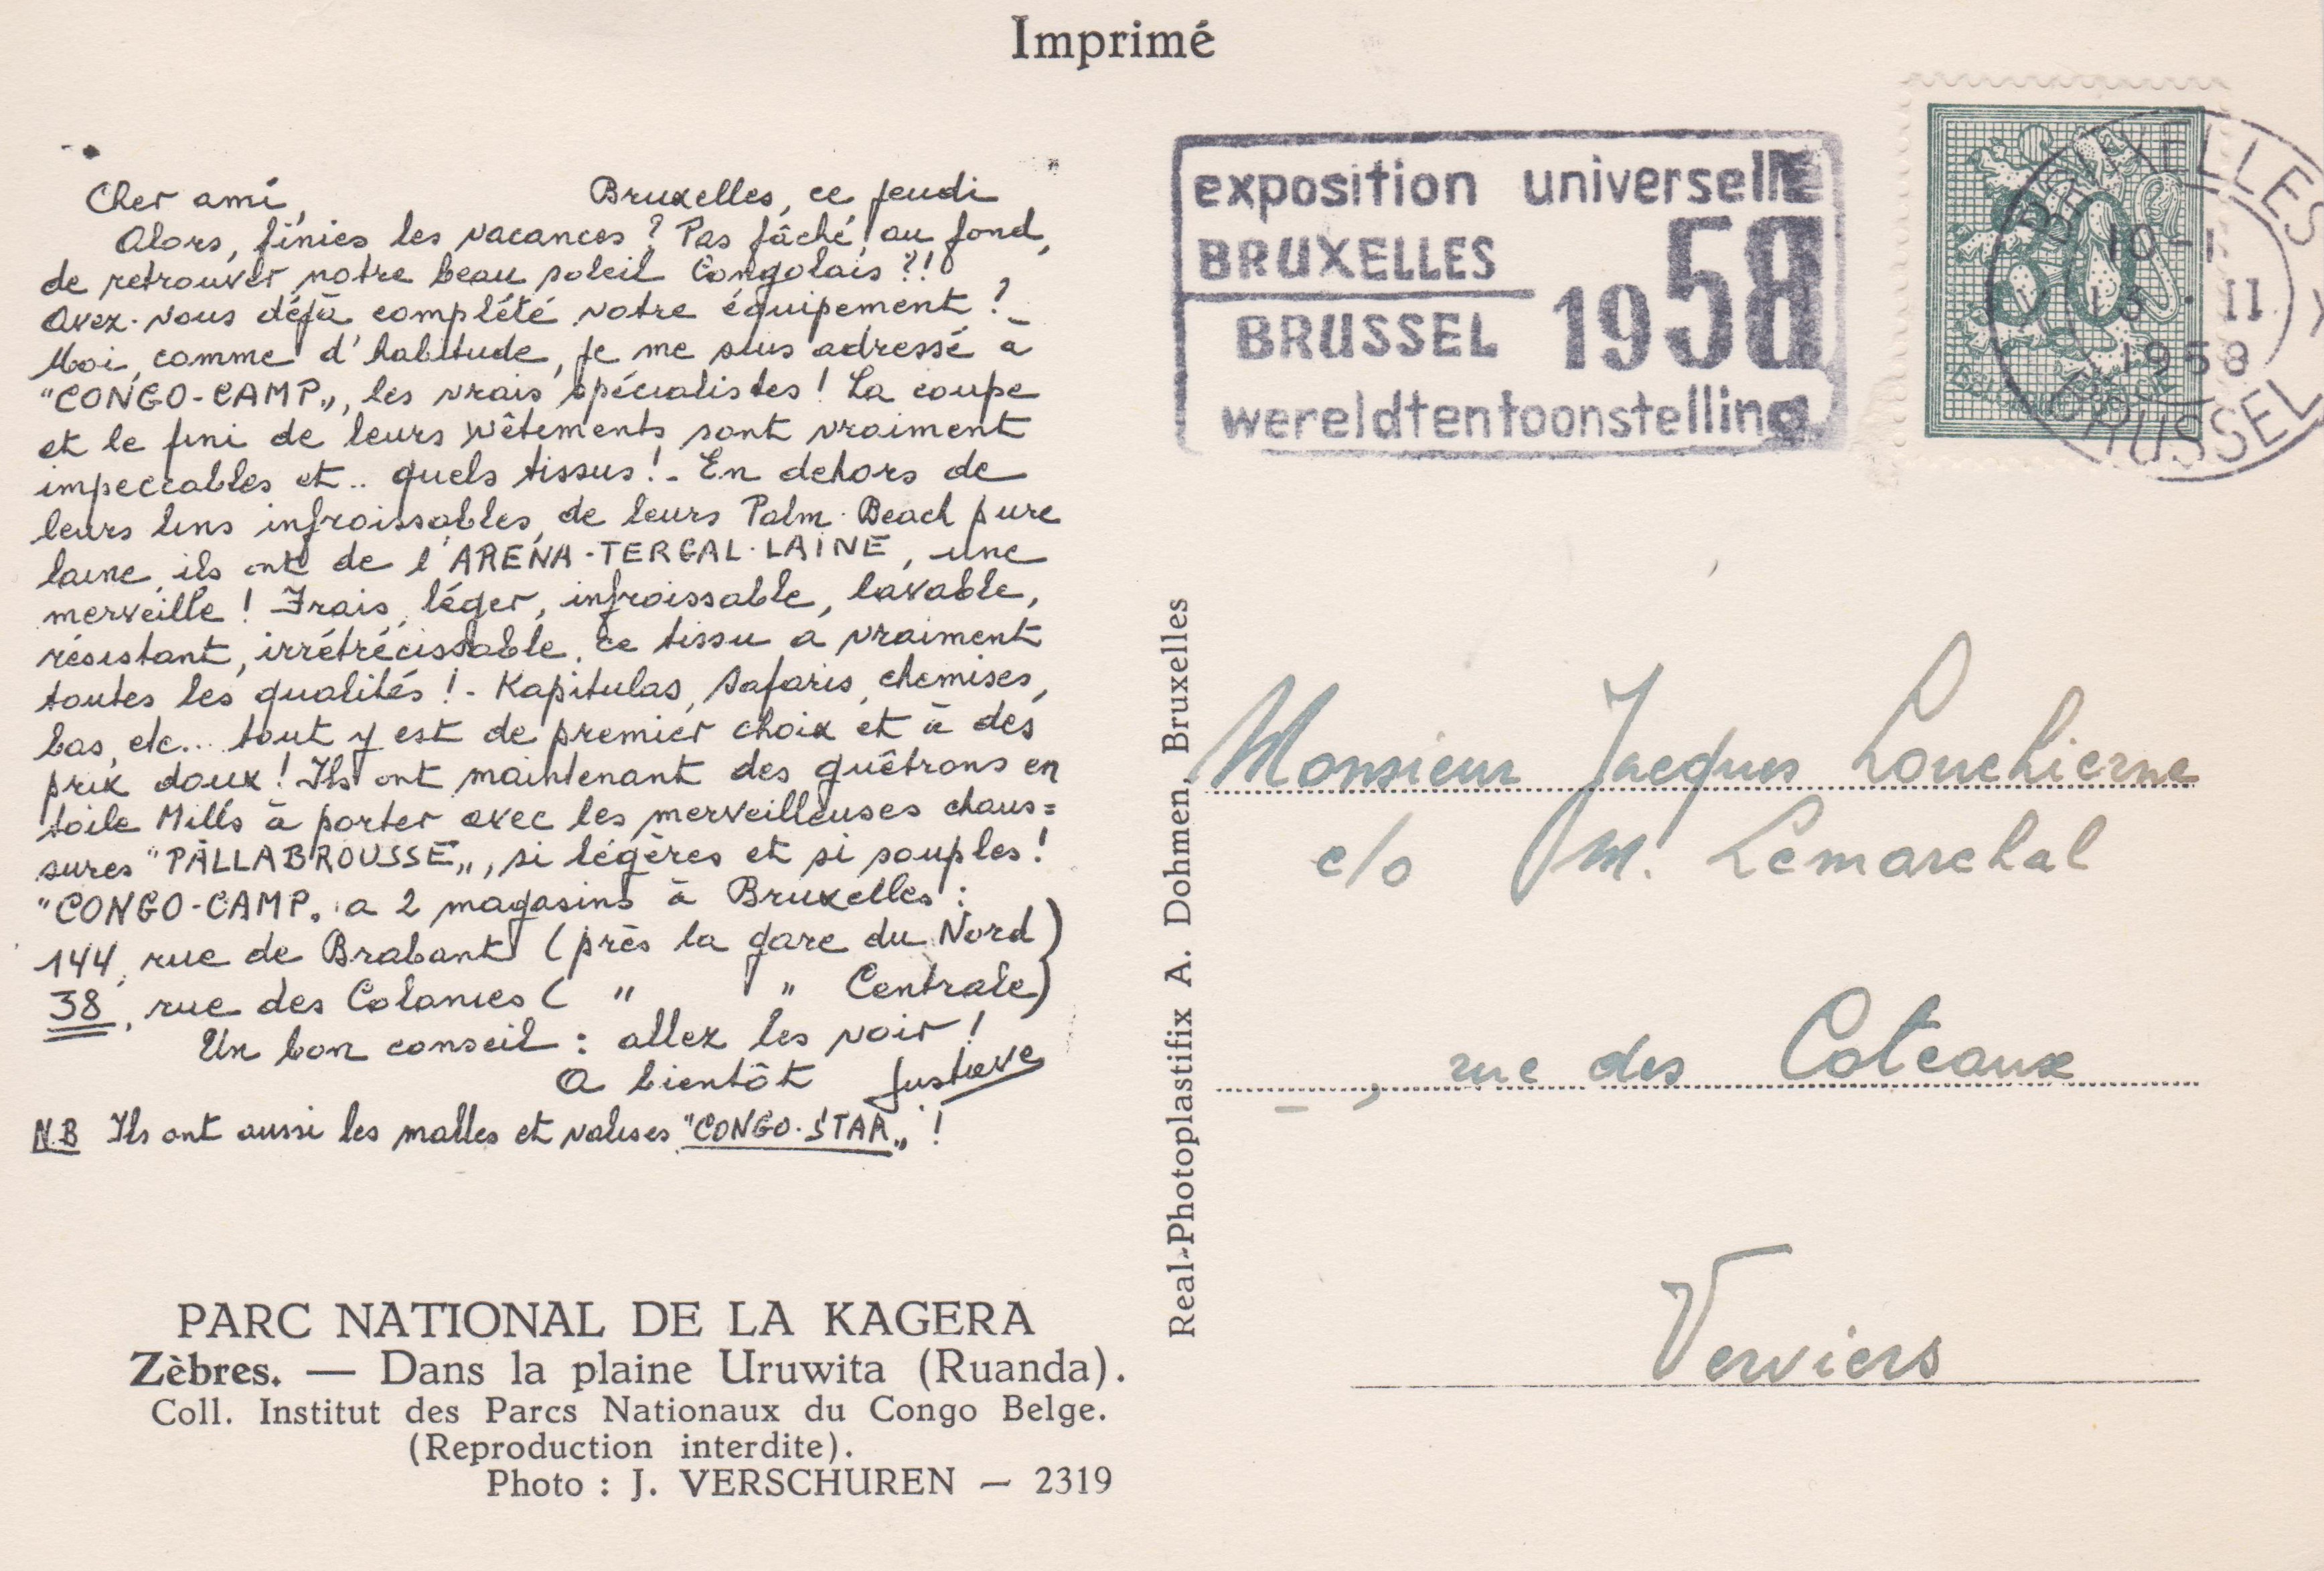 Imprimé
Cher ami, Bruxelles, ce jeudi
Alors, finies les vacances ? Pas fâché, au fond,
de retrouver notre beau soleil Congolais ?!
Avez-vous déjà complété votre équipement ?
Moi, comme d'habitude, je me suis adressé à
"CONGO-CAMP„, les vrais spécialistes ! La coupe
et le fini de leurs vêtements sont vraiment
impeccables et.. quels tissus ! - En dehors de
leurs lins infroissables, de leurs Palm-Beach pure
laine, ils ont de l'ARENA-TERGAL-LAINE, une
merveille ! Frais, léger, infroissable, lavable,
résistant, irrétrécissable, ce tissu a vraiment
toutes les qualités ! - Kapitulas, Safaris, chemises,
bas, etc... tout y est de premier choix et à des
prix doux ! Ils ont maintenant des guêtrons en
toile Mills à porter avec les merveilleuses chaus=
sures "PALLABROUSSE„, si légères et si souples !
"CONGO-CAMP„ a 2 magasins à Bruxelles :
144, rue de Brabant (près la gare du Nord)
38, rue des Colonies ( " " Centrale)
Un bon conseil : allez les voir !
A bientôt Gustave
NB Ils ont aussi les malles et valises "CONGO-STAR„ !
PARC NATIONAL DE LA KAGERA
Zèbres. — Dans la plaine Uruwita (Ruanda).
Coll. Institut des Parcs Nationaux du Congo Belge.
(Reproduction interdite).
Photo : J. VERSCHUREN — 2319
Real-Photoplastifix A. Dohmen, Bruxelles
exposition universelle
BRUXELLES
BRUSSEL
1958
wereldtentoonstelling
BRUXELLES
II
1958
BRUSSEL
80
Monsieur Jacques
c/o Mr. Lemarchal
rue des Coteaux
Verviers